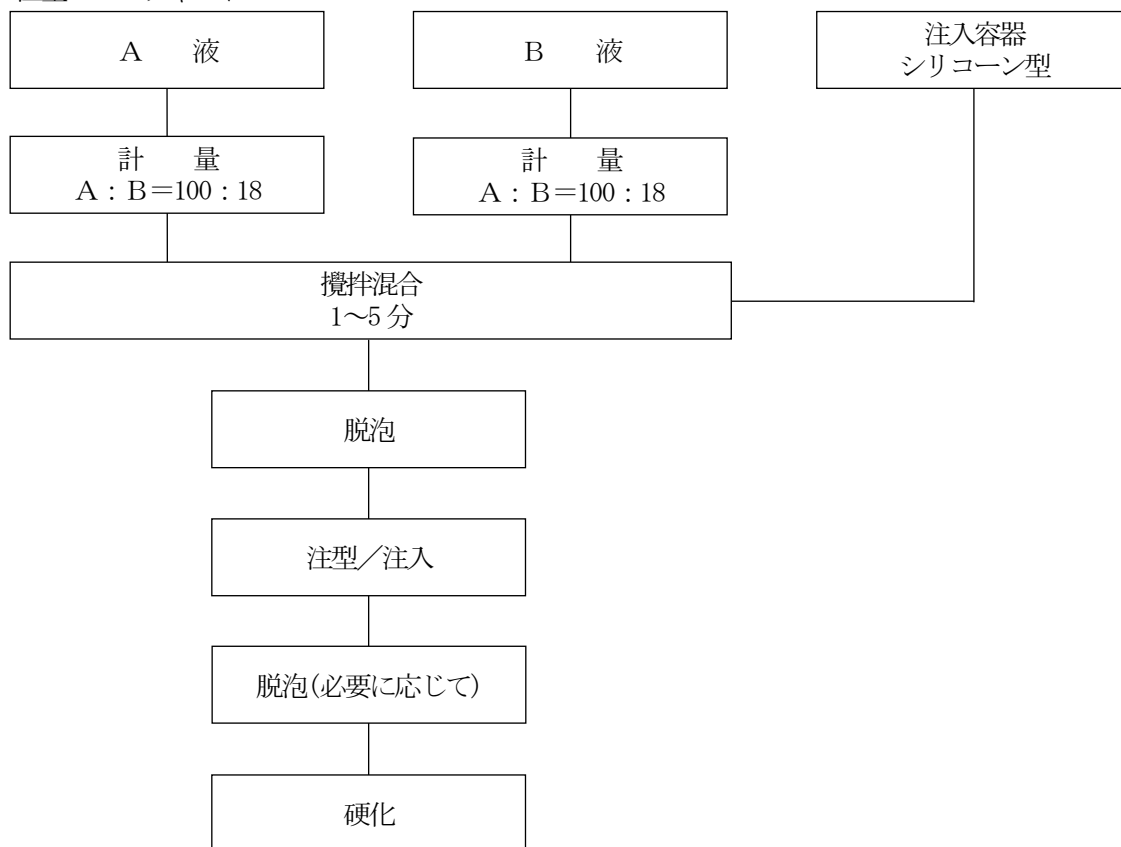 A 液
B 液
注入容器
シリコーン型
計 量
A:B=100:18
計 量
A:B=100:18
攪拌混合
1~5分
脱泡
注型/注入
脱泡(必要に応じて)
硬化